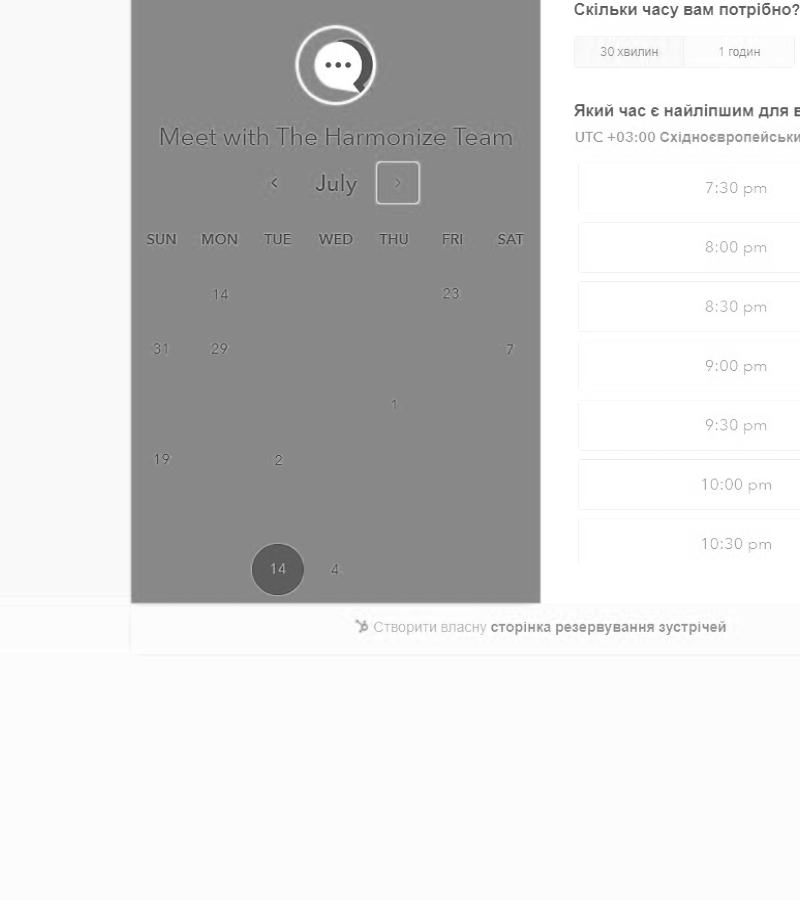 Meet with The Harmonize Team
July
SUN MON TUE WED THU FRI SAT
14 23
31 29 7
1
19 2
14 4
Скільки часу вам потрібно?
30 хвилин 1 годин
Який час є найліпшим для в
UTC +03:00 Східноєвропейськи
7:30 pm
8:00 pm
8:30 pm
9:00 pm
9:30 pm
10:00 pm
10:30 pm
Створити власну сторінка резервування зустрічей